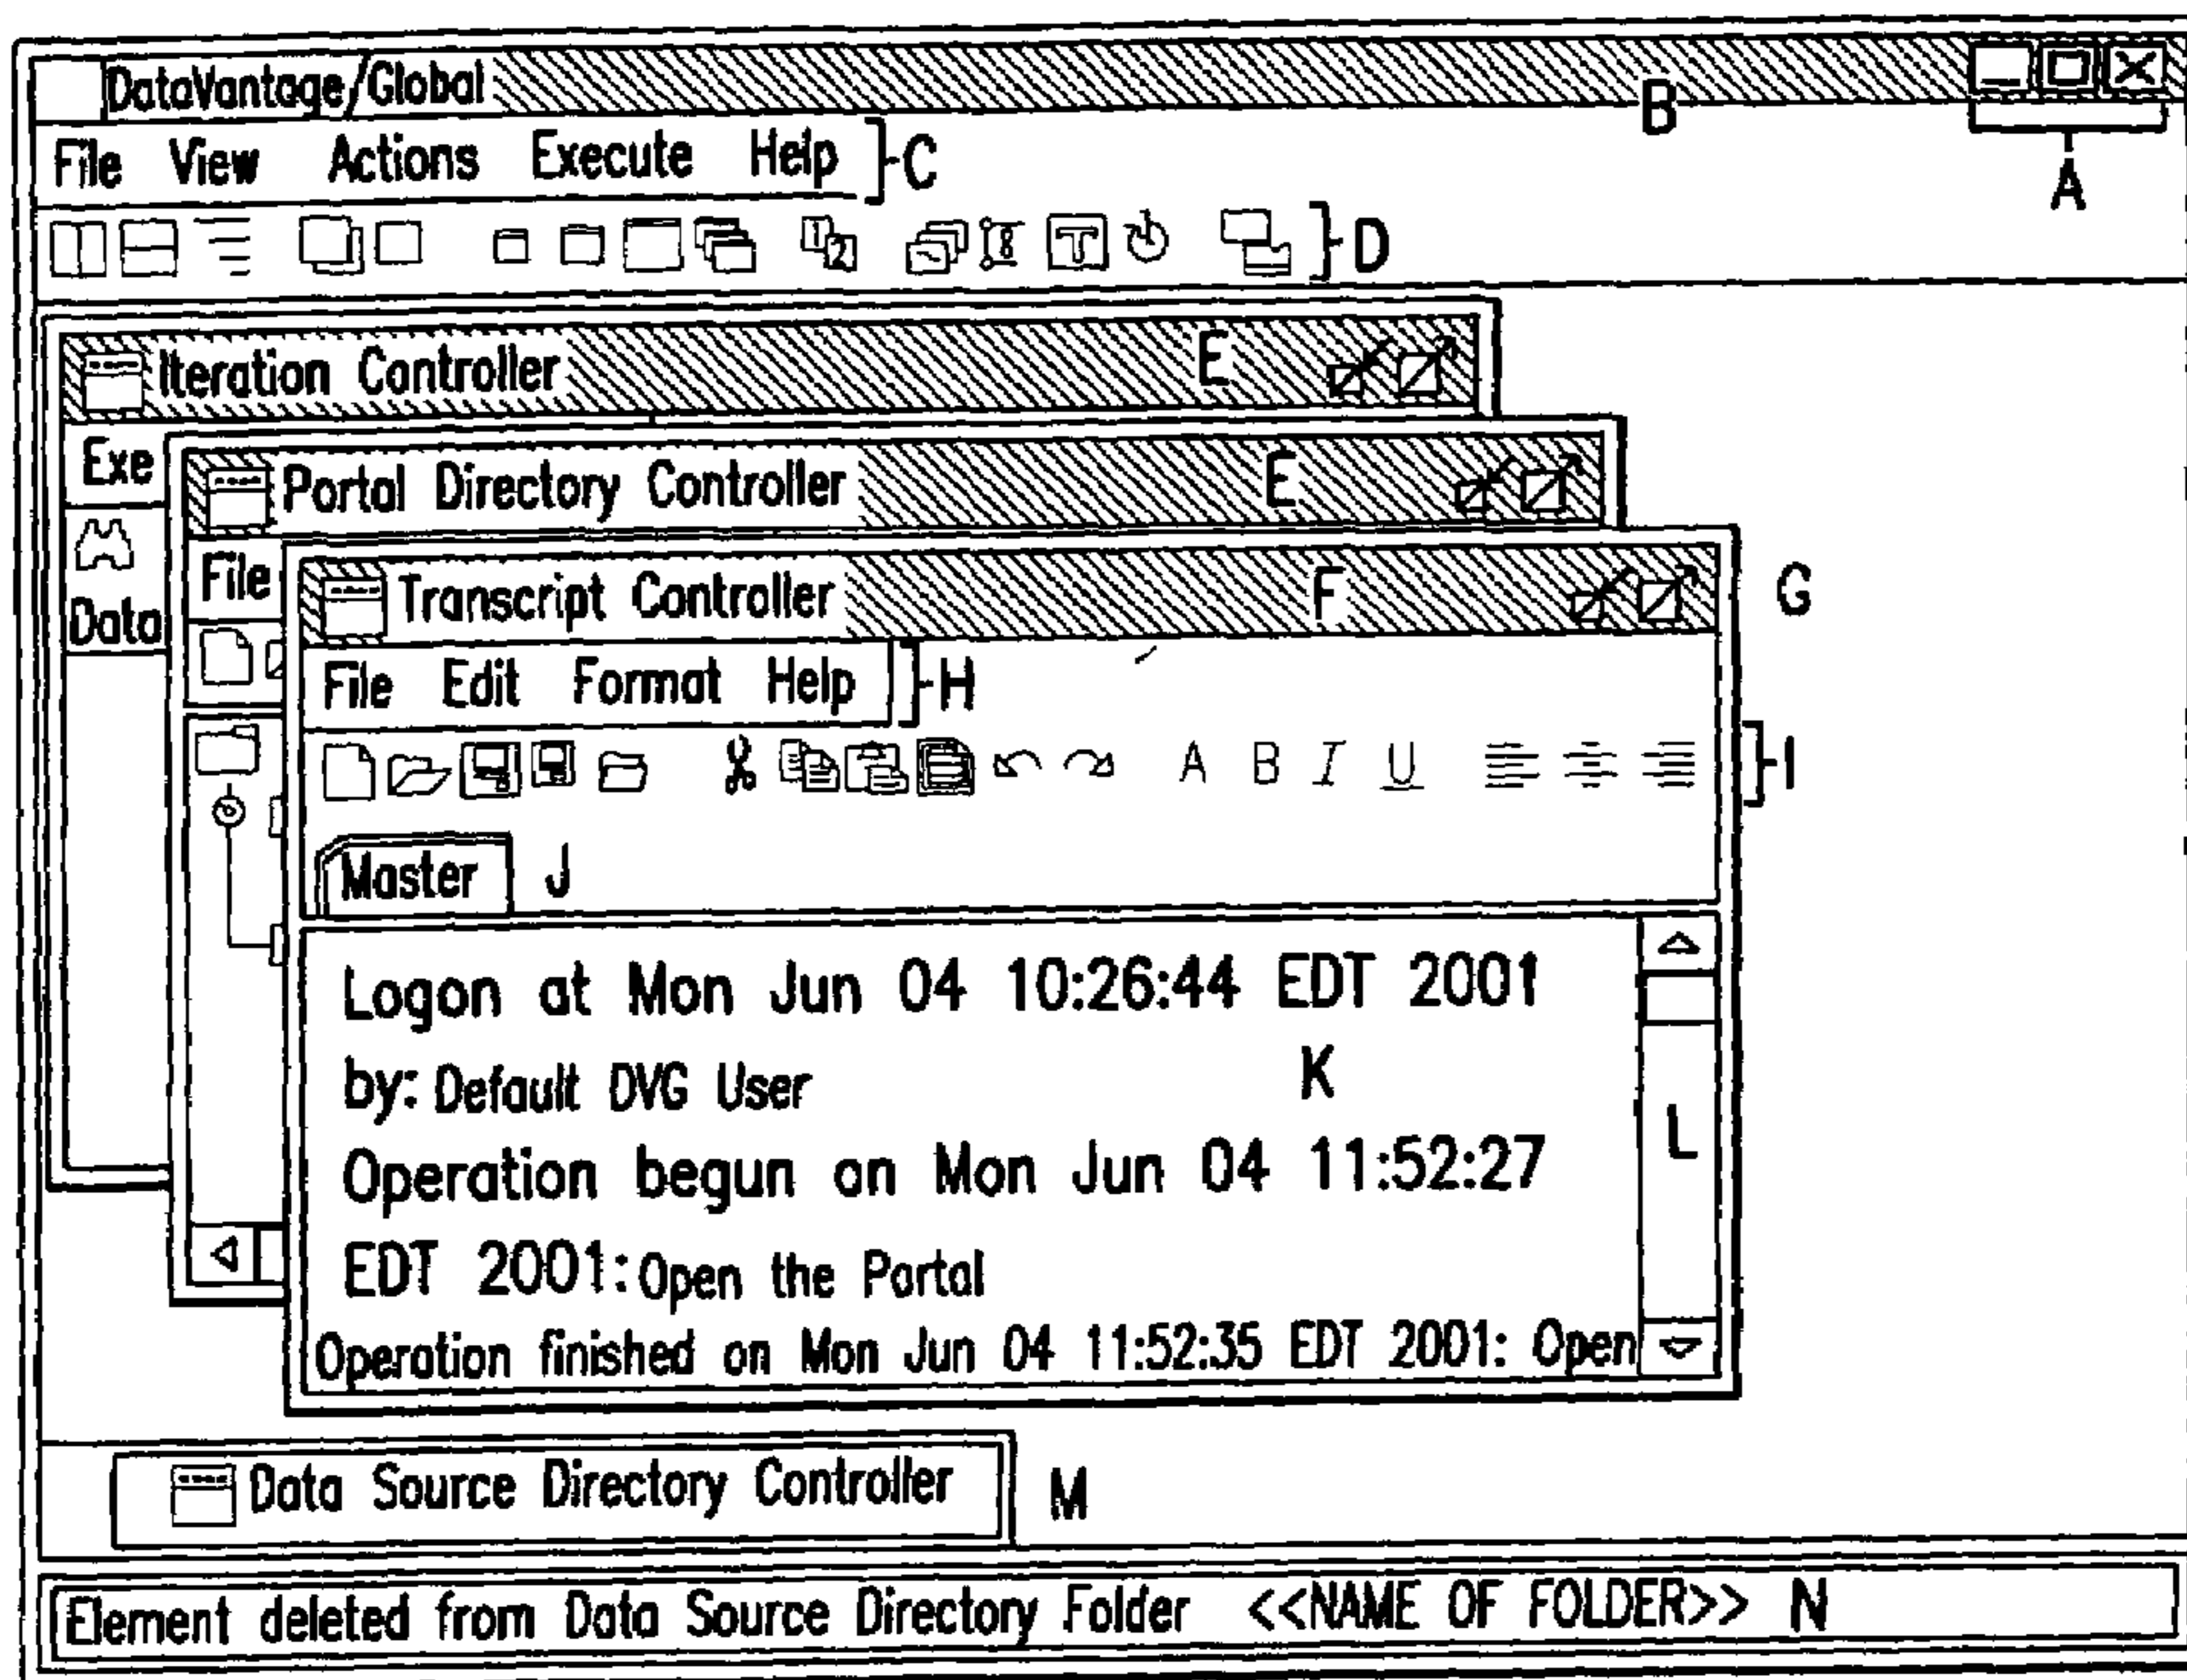 DataVantage/Global
B
A
File View Actions Execute Help C
1 2 8 T D
Iteration Controller E
Exe
Portal Directory Controller E
Data
File
Transcript Controller F G
File Edit Format Help H
A B I U I
Master J
Logon at Mon Jun 04 10:26:44 EDT 2001
by: Default DVG User K
L
Operation begun on Mon Jun 04 11:52:27
EDT 2001: Open the Portal
Operation finished on Mon Jun 04 11:52:35 EDT 2001: Open
Data Source Directory Controller M
Element deleted from Data Source Directory Folder <<NAME OF FOLDER>> N